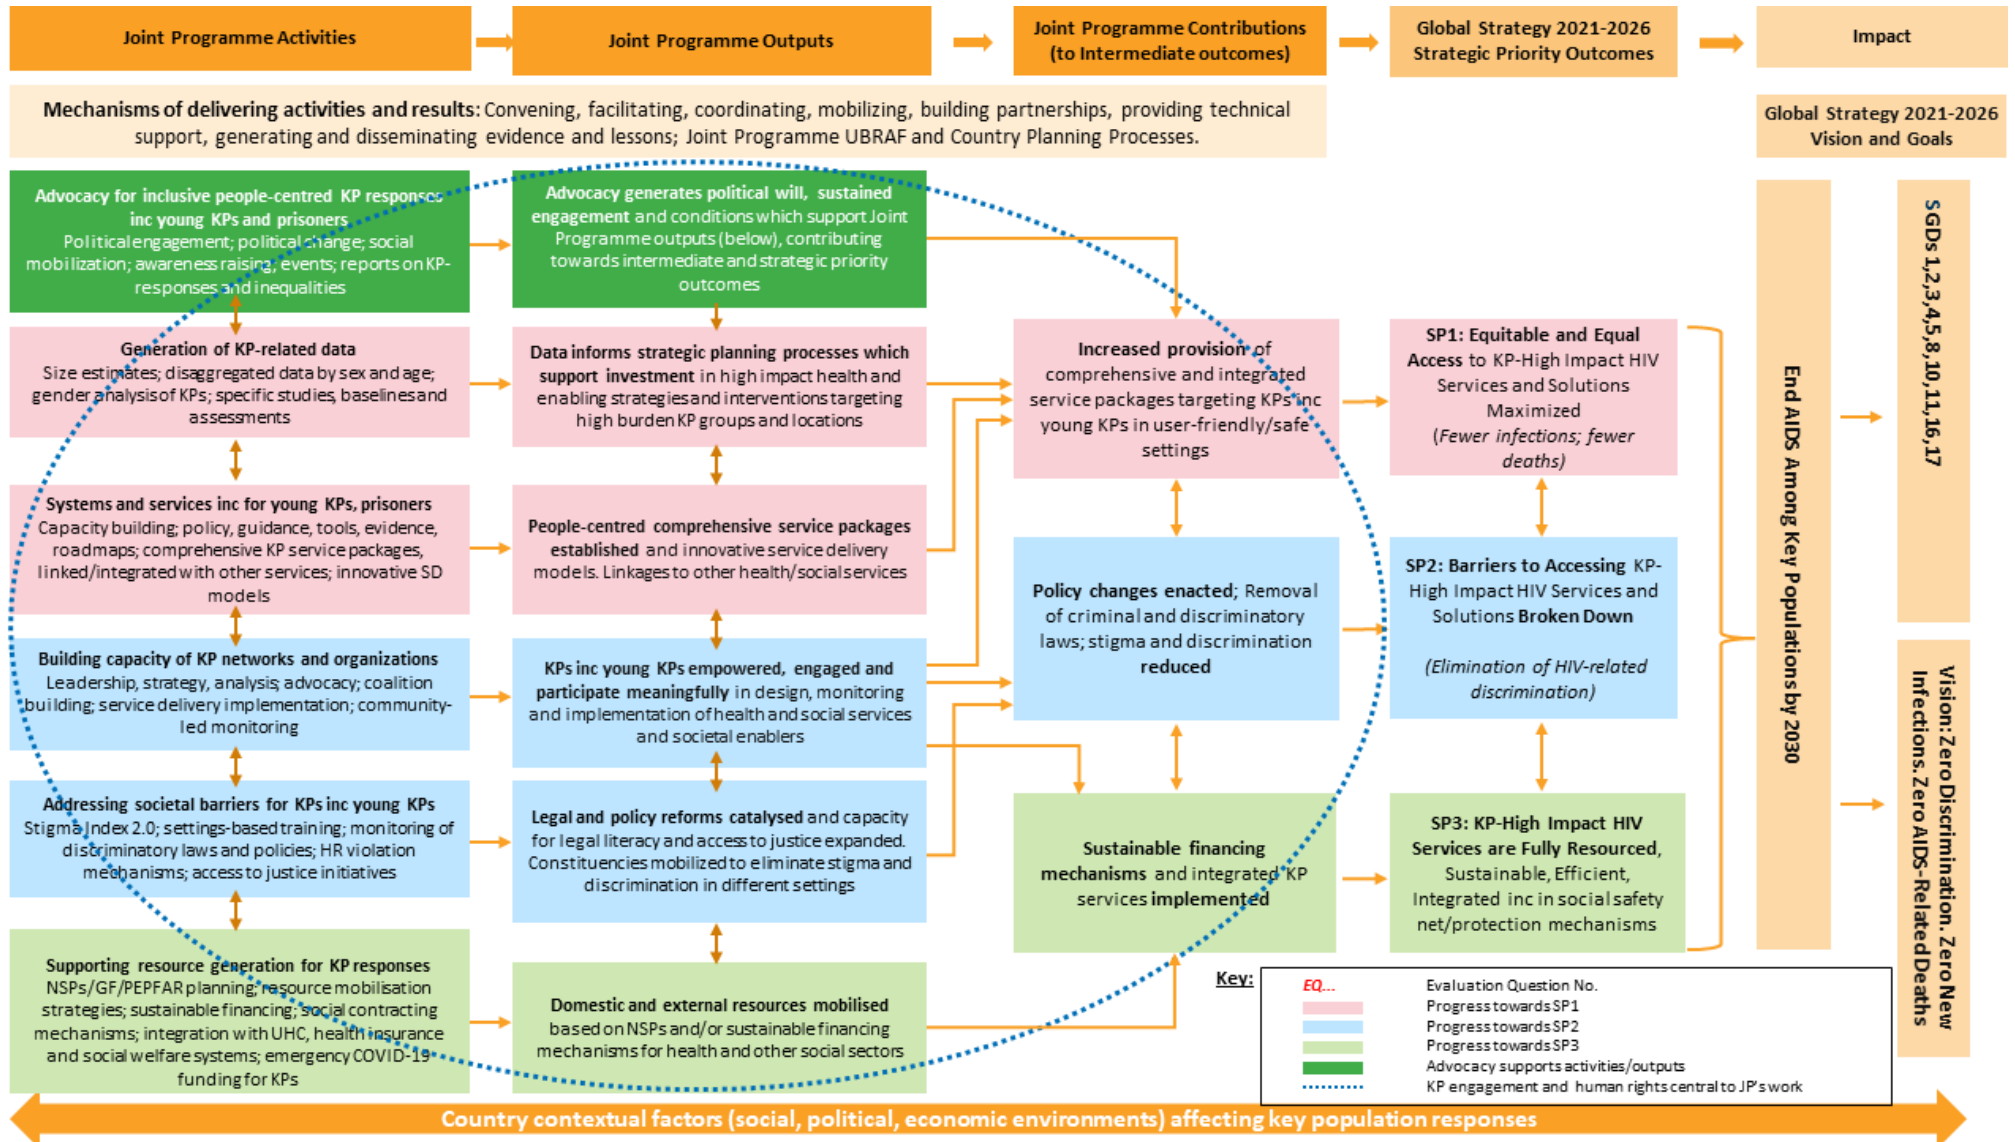 Joint Programme Activities
Joint Programme Outputs
Joint Programme Contributions
(to Intermediate outcomes)
Global Strategy 2021-2026
Strategic Priority Outcomes
Impact
Mechanisms of delivering activities and results: Convening, facilitating, coordinating, mobilizing, building partnerships, providing technical
support, generating and disseminating evidence and lessons; Joint Programme UBRAF and Country Planning Processes.
Global Strategy 2021-2026
Vision and Goals
Advocacy for inclusive people-centred KP responses
inc young KPs and prisoners
Political engagement; political change; social
mobilization; awareness raising, events; reports on KP-
responses and inequalities
Advocacy generates political will, sustained
engagement and conditions which support Joint
Programme outputs (below), contributing
towards intermediate and strategic priority
outcomes
Generation of KP-related data
Size estimates; disaggregated data by sex and age;
gender analysis of KPs; specific studies, baselines and
assessments
Data informs strategic planning processes which
support investment in high impact health and
enabling strategies and interventions targeting
high burden KP groups and locations
Increased provision of
comprehensive and integrated
service packages targeting KPs inc
young KPs in user-friendly/safe
settings
SP1: Equitable and Equal
Access to KP-High Impact HIV
Services and Solutions
Maximized
(Fewer infections; fewer
deaths)
Systems and services inc for young KPs, prisoners
Capacity building; policy, guidance, tools, evidence,
roadmaps; comprehensive KP service packages,
linked/integrated with other services; innovative SD
models
People-centred comprehensive service packages
established and innovative service delivery
models. Linkages to other health/social services
Policy changes enacted; Removal
of criminal and discriminatory
laws; stigma and discrimination
reduced
SP2: Barriers to Accessing KP-
High Impact HIV Services and
Solutions Broken Down
(Elimination of HIV-related
discrimination)
Building capacity of KP networks and organizations
Leadership, strategy, analysis, advocacy; coalition
building; service delivery implementation; community-
led monitoring
KPs inc young KPs empowered, engaged and
participate meaningfully in design, monitoring
and implementation of health and social services
and societal enablers
Addressing societal barriers for KPs inc young KPs
Stigma Index 2.0; settings-based training; monitoring of
discriminatory laws and policies; HR violation
mechanisms; access to justice initiatives
Legal and policy reforms catalysed and capacity
for legal literacy and access to justice expanded.
Constituencies mobilized to eliminate stigma and
discrimination in different settings
Sustainable financing
mechanisms and integrated KP
services implemented
SP3: KP-High Impact HIV
Services are Fully Resourced,
Sustainable, Efficient,
Integrated inc in social safety
net/protection mechanisms
Supporting resource generation for KP responses
NSPs/GF/PEPFAR planning; resource mobilisation
strategies; sustainable financing; social contracting
mechanisms; integration with UHC, health insurance
and social welfare systems; emergency COVID-19
funding for KPs
Domestic and external resources mobilised
based on NSPs and/or sustainable financing
mechanisms for health and other social sectors
End AIDS Among Key Populations by 2030
SGDs 1,2,3,4,5,8,10,11,16,17
Vision: Zero Discrimination. Zero New
Infections. Zero AIDS-Related Deaths
Key:
EQ... Evaluation Question No.
Progress towards SP1
Progress towards SP2
Progress towards SP3
Advocacy supports activities/outputs
KP engagement and human rights central to JP's work
Country contextual factors (social, political, economic environments) affecting key population responses